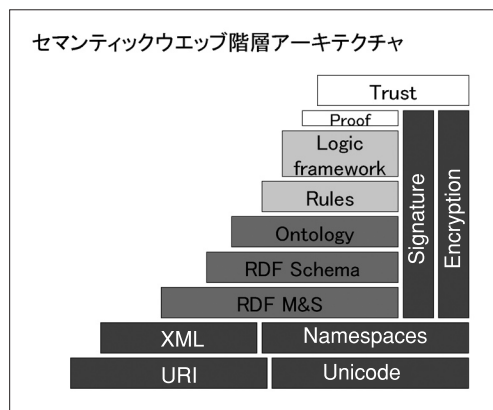 セマンティックウエッブ階層アーキテクチャ
Trust
Proof
Logic
framework
Rules
Ontology
RDF Schema
RDF M&S
Signature
Encryption
XML
Namespaces
URI
Unicode